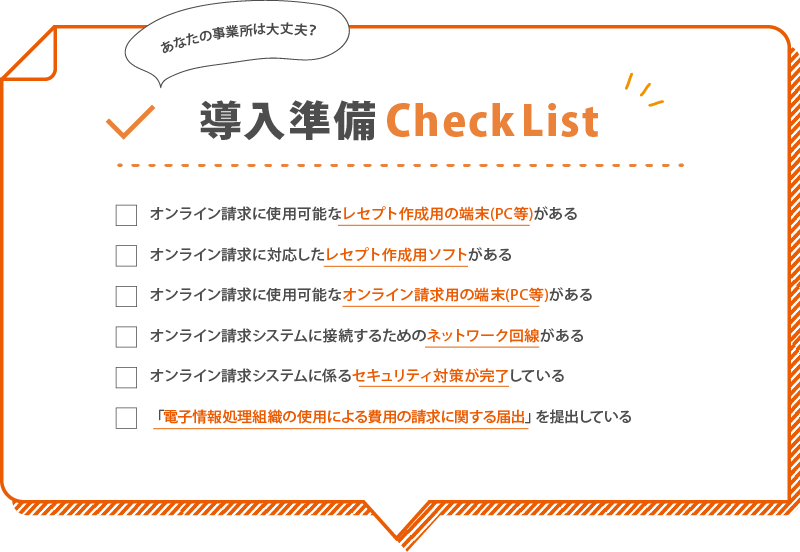 あなたの事業所は大丈夫?
導入準備 Check List
オンライン請求に使用可能なレセプト作成用の端末(PC等)がある
オンライン請求に対応したレセプト作成用ソフトがある
オンライン請求に使用可能なオンライン請求用の端末(PC等)がある
オンライン請求システムに接続するためのネットワーク回線がある
オンライン請求システムに係るセキュリティ対策が完了している
「電子情報処理組織の使用による費用の請求に関する届出」を提出している